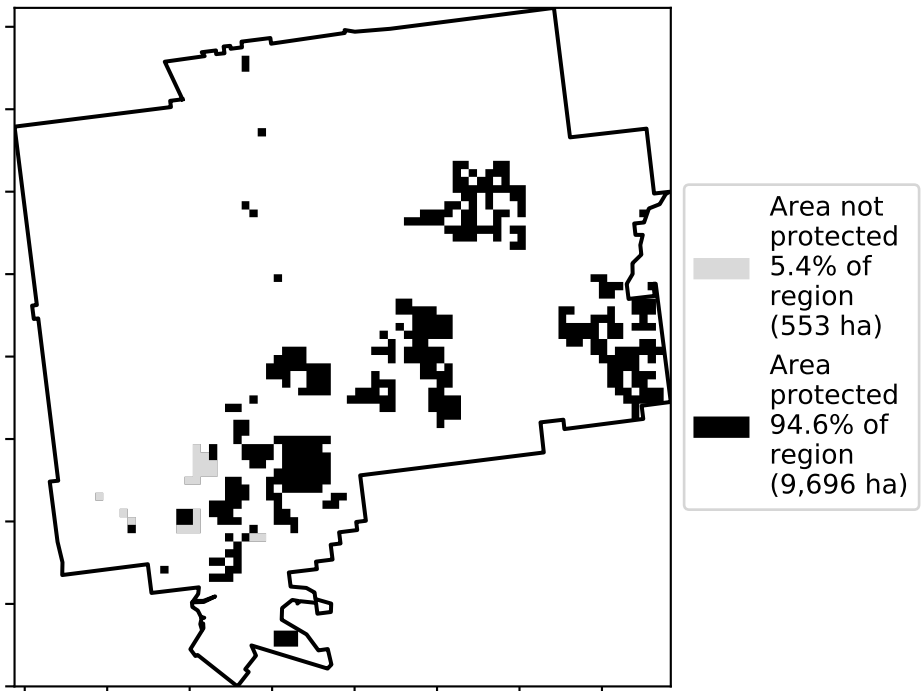 Area not
protected
5.4% of
region
(553 ha)
Area
protected
94.6% of
region
(9,696 ha)